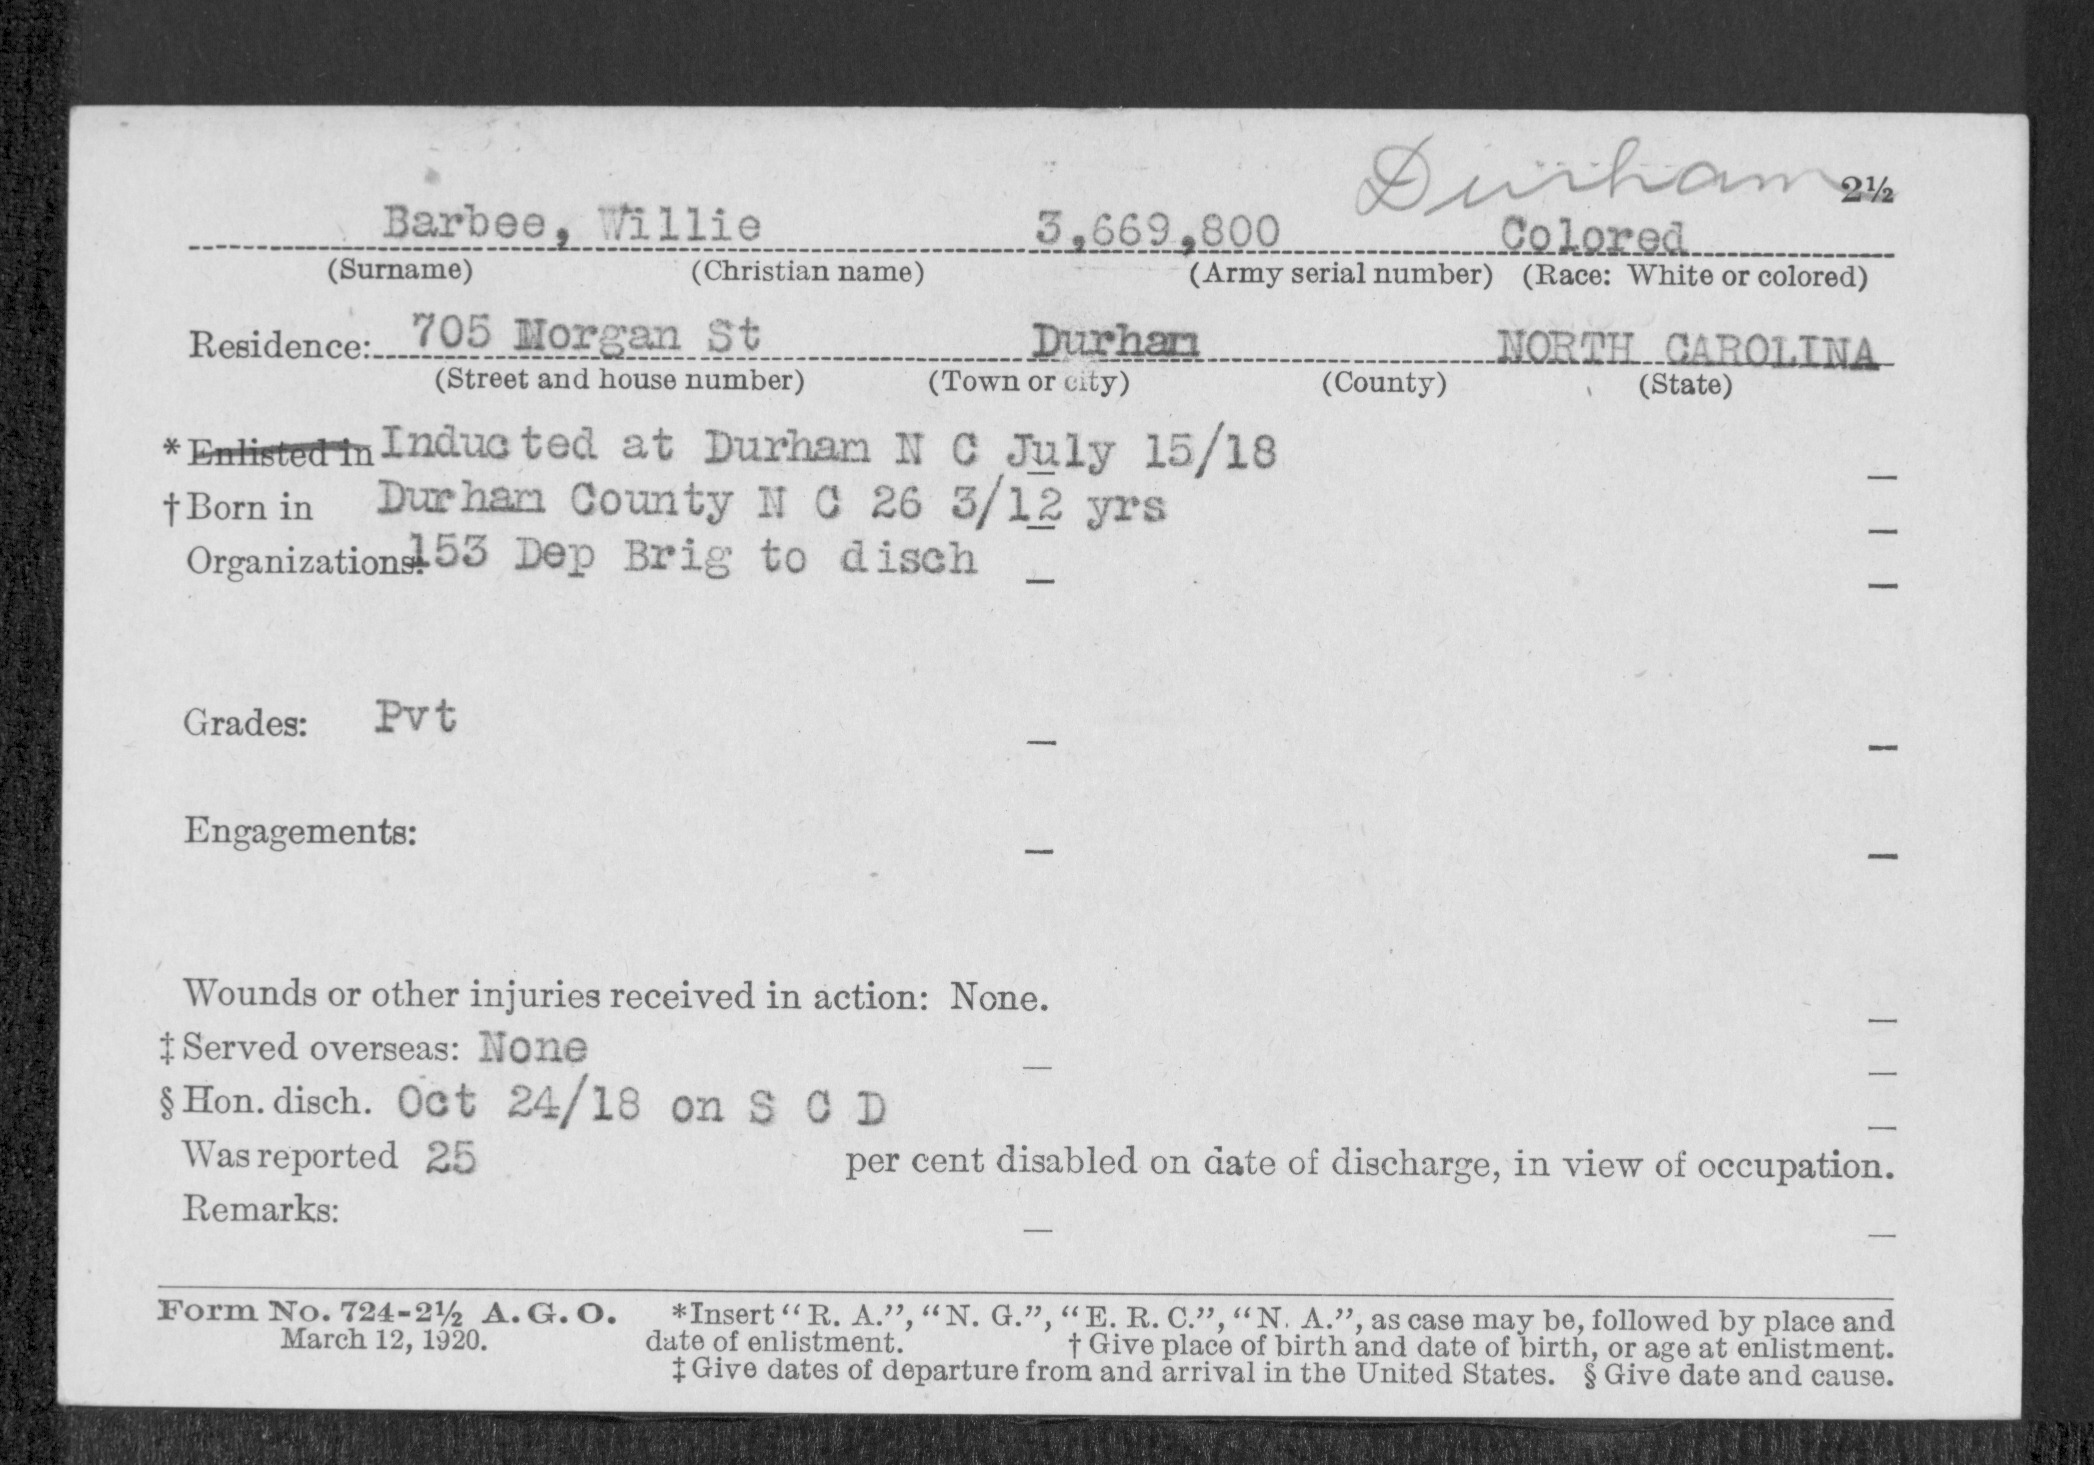 Durham 2½
Barbee, Willie 3,669,800 Colored
(Surname) (Christian name) (Army serial number) (Race: White or colored)
Residence: 705 Morgan St Durham NORTH CAROLINA
(Street and house number) (Town or city) (County) (State)
* Enlisted in Inducted at Durham N C July 15/18
† Born in Durham County N C 26 3/12 yrs
Organizations: 153 Dep Brig to disch
Grades: Pvt
Engagements:
Wounds or other injuries received in action: None.
‡ Served overseas: None
§ Hon. disch. Oct 24/18 on S C D
Was reported 25 per cent disabled on date of discharge, in view of occupation.
Remarks:
Form No. 724-2½ A. G. O. *Insert "R. A.", "N. G.", "E. R. C.", "N. A.", as case may be, followed by place and
March 12, 1920. date of enlistment. † Give place of birth and date of birth, or age at enlistment.
‡ Give dates of departure from and arrival in the United States. § Give date and cause.